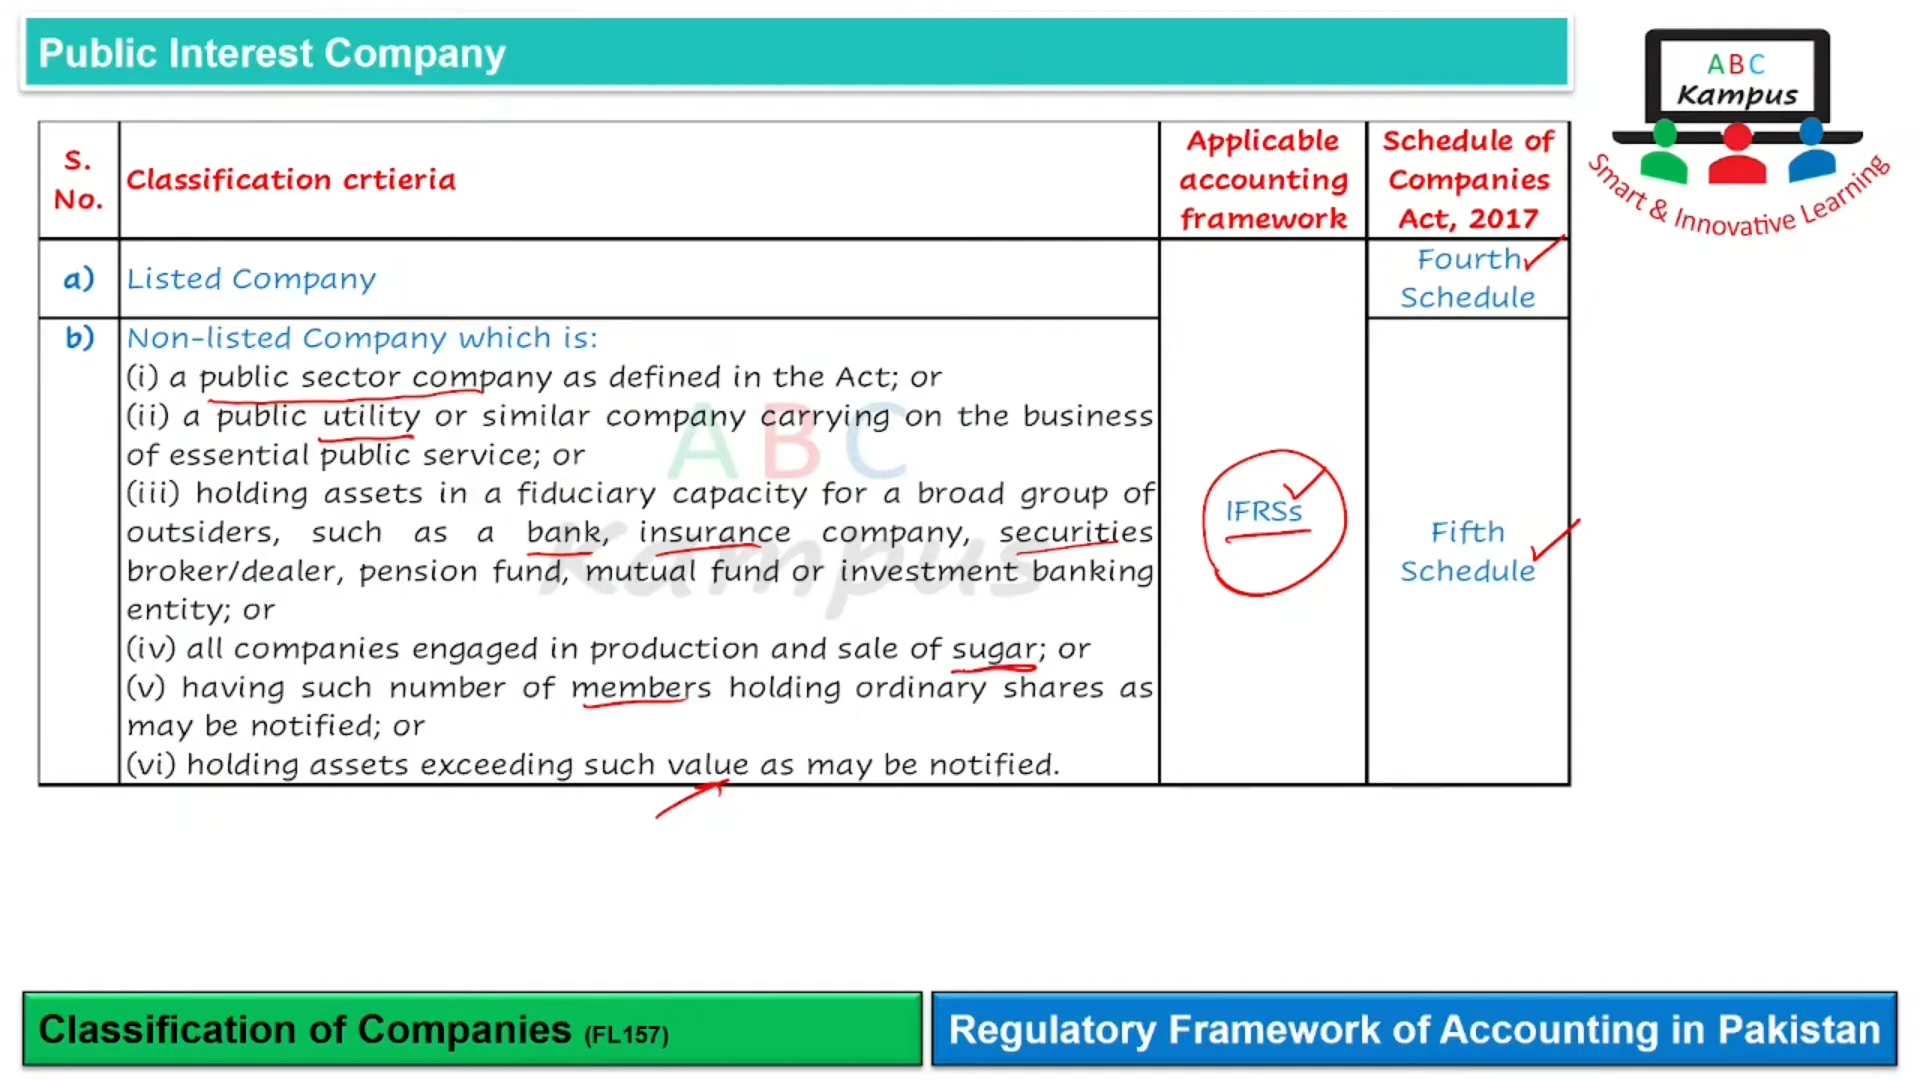 Public Interest Company
ABC
Kampus
Smart & Innovative Learning
S.
No.
Classification crtieria
Applicable
accounting
framework
Schedule of
Companies
Act, 2017
a)
Listed Company
Fourth
Schedule
b)
Non-listed Company which is:
(i) a public sector company as defined in the Act; or
(ii) a public utility or similar company carrying on the business
of essential public service; or
(iii) holding assets in a fiduciary capacity for a broad group of
outsiders, such as a bank, insurance company, securities
broker/dealer, pension fund, mutual fund or investment banking
entity; or
(iv) all companies engaged in production and sale of sugar; or
(v) having such number of members holding ordinary shares as
may be notified; or
(vi) holding assets exceeding such value as may be notified.
IFRSs
Fifth
Schedule
ABC
Kampus
Classification of Companies (FL157)
Regulatory Framework of Accounting in Pakistan